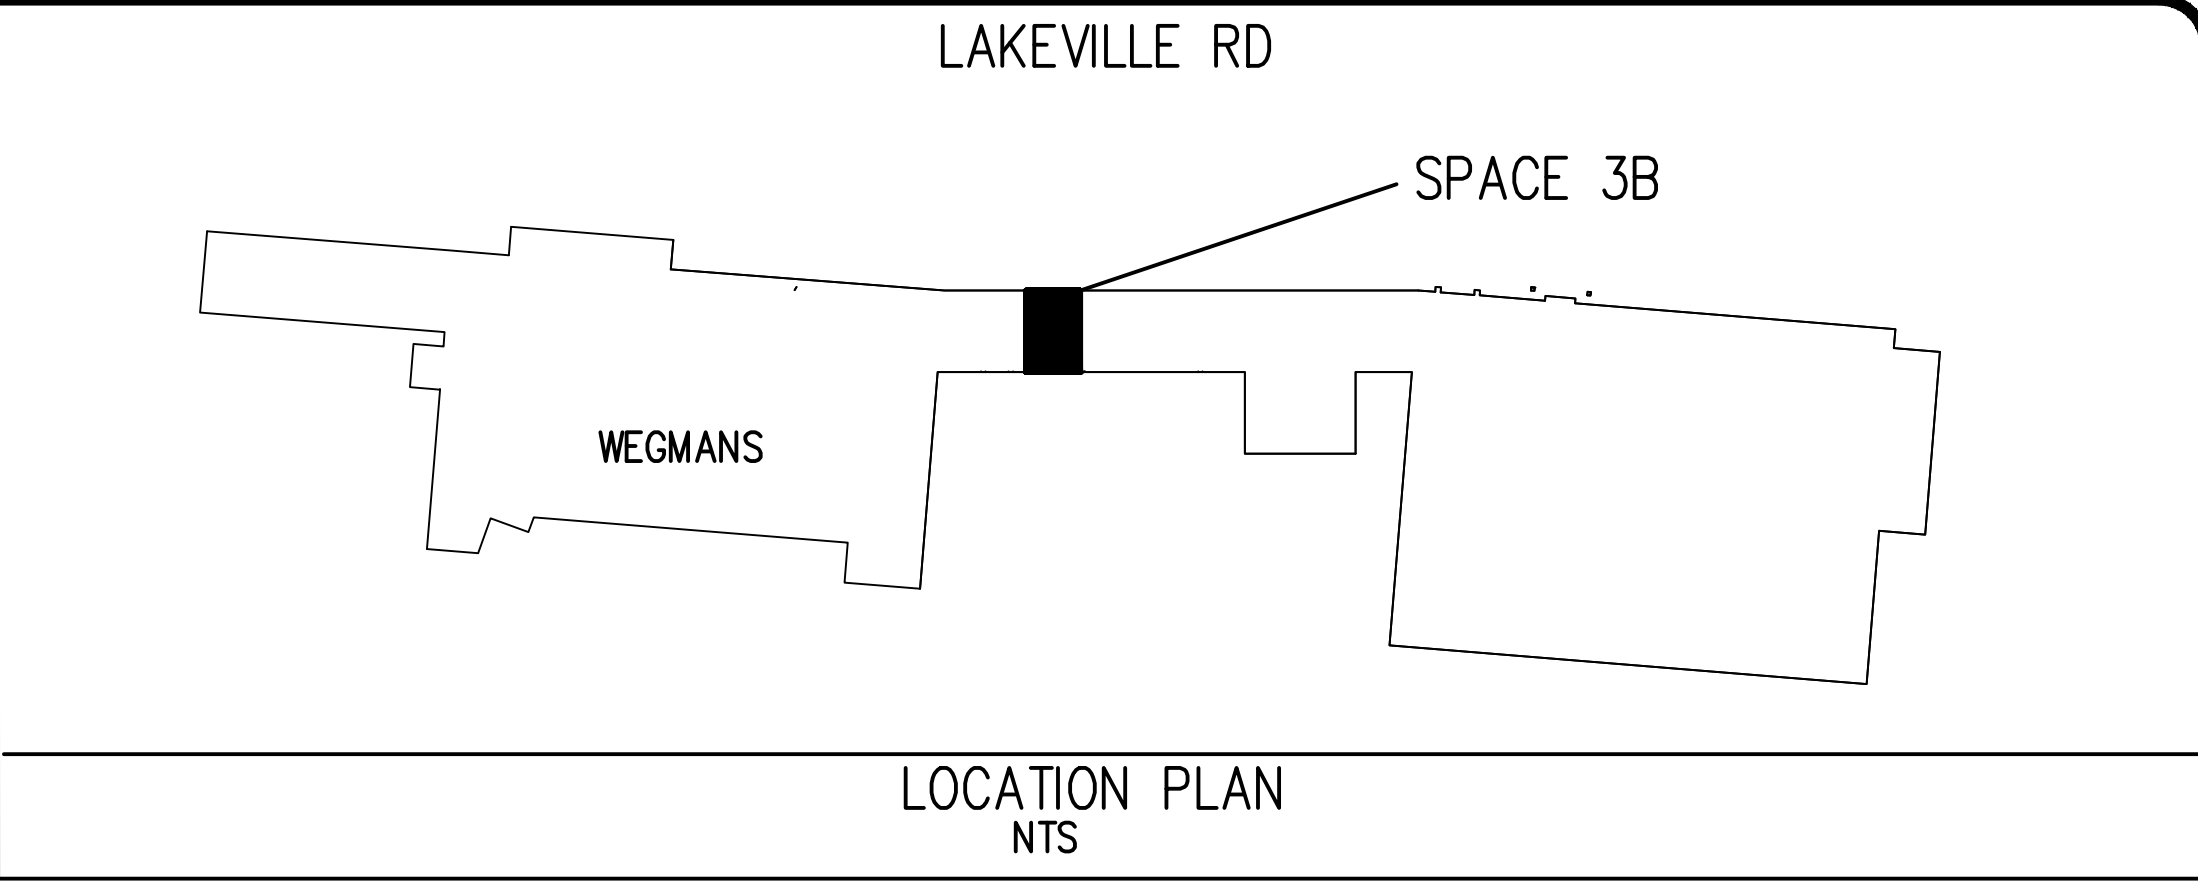 LAKEVILLE RD
SPACE 3B
WEGMANS
LOCATION PLAN
NTS